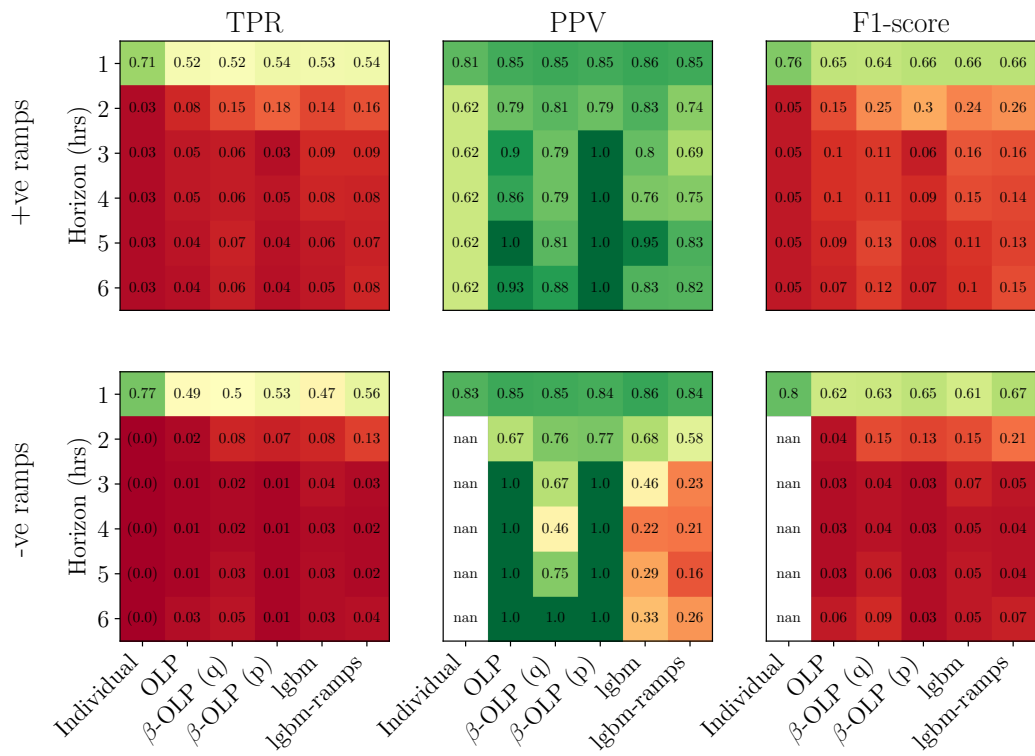 TPR PPV F1-score
+ve ramps
Horizon (hrs)
1 0.71 0.52 0.52 0.54 0.53 0.54 0.81 0.85 0.85 0.85 0.86 0.85 0.76 0.65 0.64 0.66 0.66 0.66
2 0.03 0.08 0.15 0.18 0.14 0.16 0.62 0.79 0.81 0.79 0.83 0.74 0.05 0.15 0.25 0.3 0.24 0.26
3 0.03 0.05 0.06 0.03 0.09 0.09 0.62 0.9 0.79 1.0 0.8 0.69 0.05 0.1 0.11 0.06 0.16 0.16
4 0.03 0.05 0.06 0.05 0.08 0.08 0.62 0.86 0.79 1.0 0.76 0.75 0.05 0.1 0.11 0.09 0.15 0.14
5 0.03 0.04 0.07 0.04 0.06 0.07 0.62 1.0 0.81 1.0 0.95 0.83 0.05 0.09 0.13 0.08 0.11 0.13
6 0.03 0.04 0.06 0.04 0.05 0.08 0.62 0.93 0.88 1.0 0.83 0.82 0.05 0.07 0.12 0.07 0.1 0.15
-ve ramps
Horizon (hrs)
1 0.77 0.49 0.5 0.53 0.47 0.56 0.83 0.85 0.85 0.84 0.86 0.84 0.8 0.62 0.63 0.65 0.61 0.67
2 (0.0) 0.02 0.08 0.07 0.08 0.13 nan 0.67 0.76 0.77 0.68 0.58 nan 0.04 0.15 0.13 0.15 0.21
3 (0.0) 0.01 0.02 0.01 0.04 0.03 nan 1.0 0.67 1.0 0.46 0.23 nan 0.03 0.04 0.03 0.07 0.05
4 (0.0) 0.01 0.02 0.01 0.03 0.02 nan 1.0 0.46 1.0 0.22 0.21 nan 0.03 0.04 0.03 0.05 0.04
5 (0.0) 0.01 0.03 0.01 0.03 0.02 nan 1.0 0.75 1.0 0.29 0.16 nan 0.03 0.06 0.03 0.05 0.04
6 (0.0) 0.03 0.05 0.01 0.03 0.04 nan 1.0 1.0 1.0 0.33 0.26 nan 0.06 0.09 0.03 0.05 0.07
Individual OLP β-OLP (q) β-OLP (p) lgbm lgbm-ramps Individual OLP β-OLP (q) β-OLP (p) lgbm lgbm-ramps Individual OLP β-OLP (q) β-OLP (p) lgbm lgbm-ramps